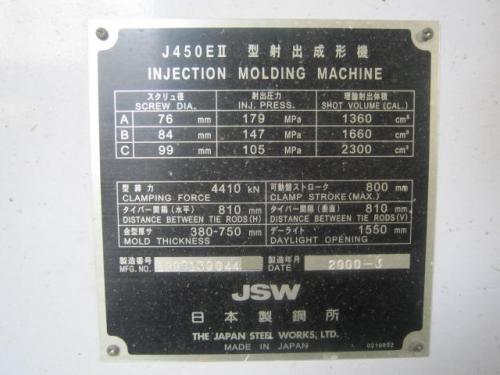 J450EⅡ 型射出成形機
INJECTION MOLDING MACHINE
スクリュ径 射出圧力 理論射出体積
SCREW DIA. INJ. PRESS. SHOT VOLUME (CAL.)
A 76 mm 179 MPa 1360 cm³
B 84 mm 147 MPa 1660 cm³
C 99 mm 105 MPa 2300 cm³
型締力 4410 kN 可動盤ストローク 800 mm
CLAMPING FORCE CLAMP STROKE (MAX.)
タイバー間隔 (水平) 810 mm タイバー間隔 (垂直) 810 mm
DISTANCE BETWEEN TIE RODS (H) DISTANCE BETWEEN TIE RODS (V)
金型厚サ 380-750 mm デーライト 1550 mm
MOLD THICKNESS DAYLIGHT OPENING
製造番号 製造年月 2000-3
MFG. NO. DATE
JSW
日本製鋼所
THE JAPAN STEEL WORKS, LTD.
MADE IN JAPAN